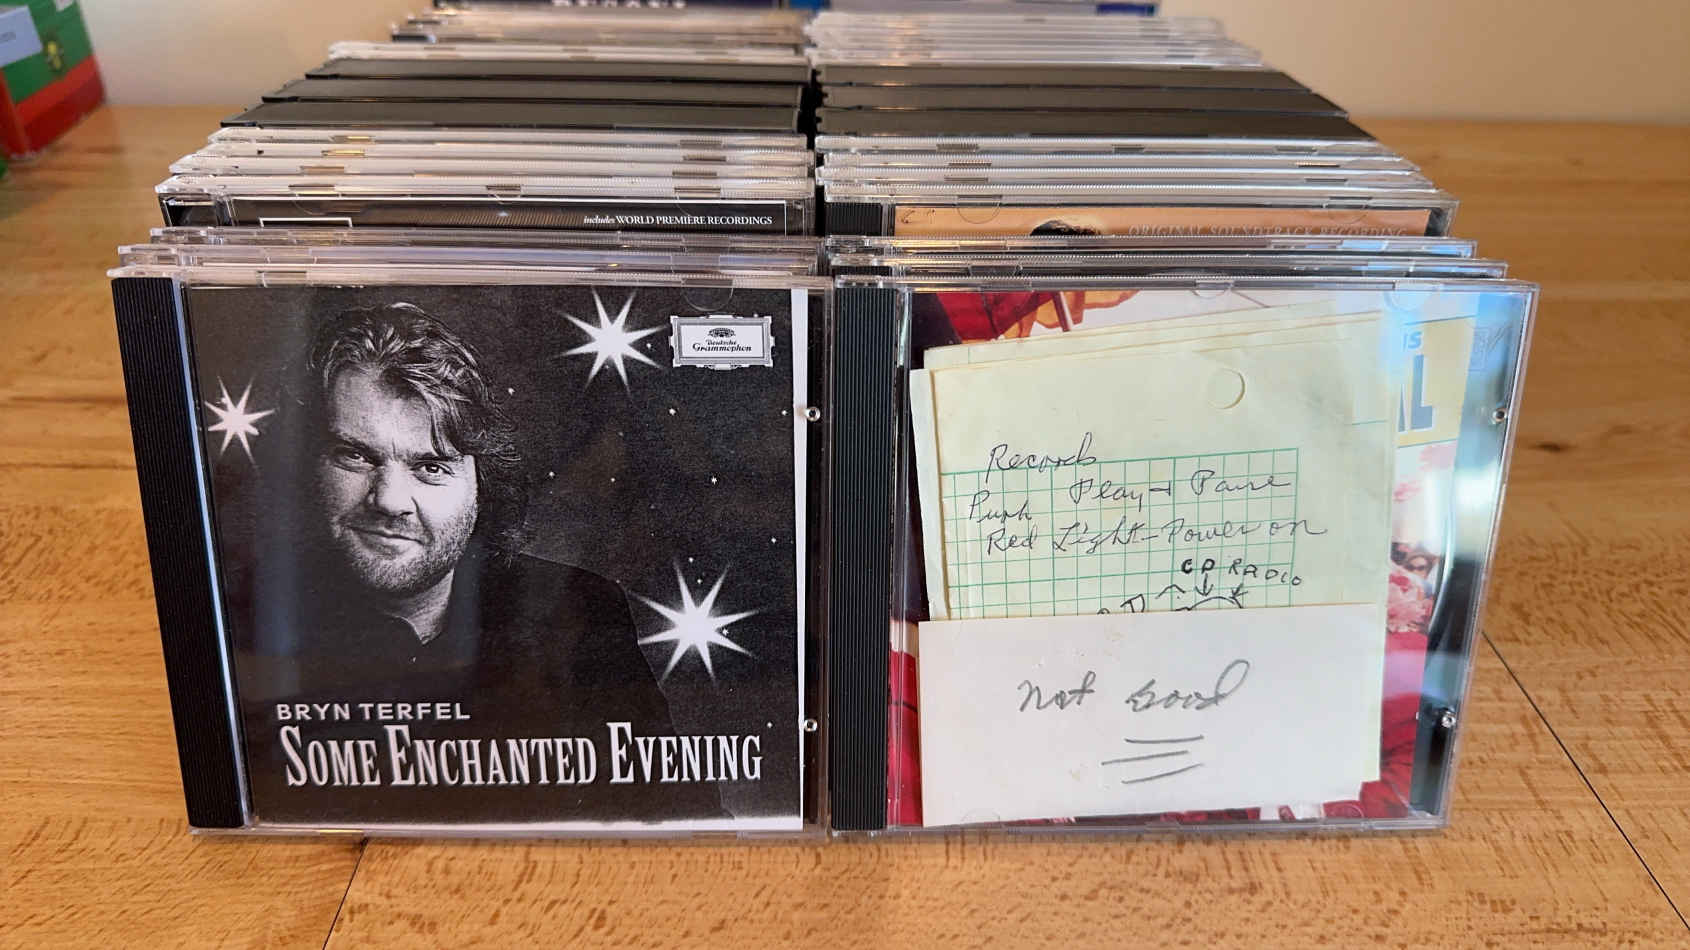 includes WORLD PREMIÈRE RECORDINGS
ORIGINAL SOUNDTRACK RECORDING
Deutsche
Grammophon
BRYN TERFEL
SOME ENCHANTED EVENING
Records
Push Play + Pause
Red Light - Power on
CD RADIO
not good